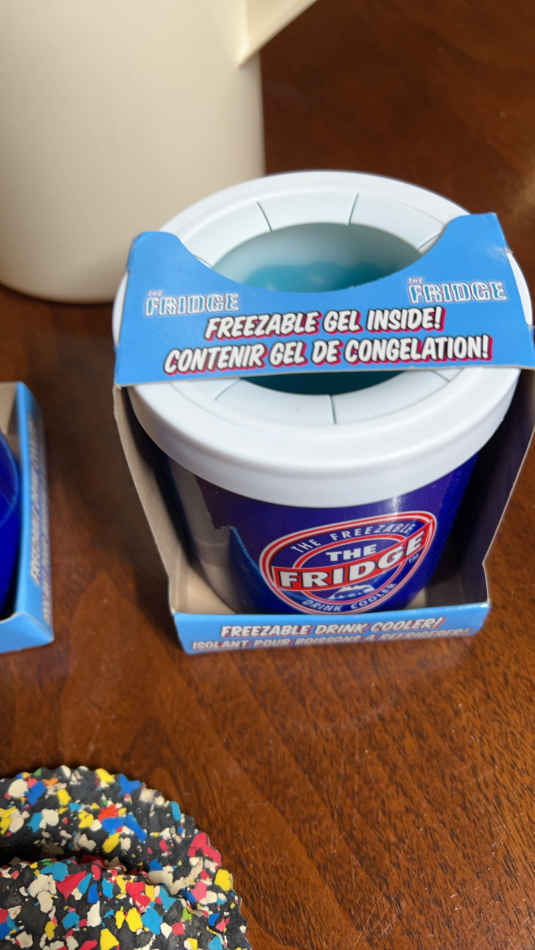 THE FRIDGE
THE FRIDGE
FREEZABLE GEL INSIDE!
CONTENIR GEL DE CONGELATION!
THE FREEZABLE
THE
FRIDGE
DRINK COOLER
FREEZABLE DRINK COOLER!
ISOLANT POUR BOISSONS A REFRIGERER!